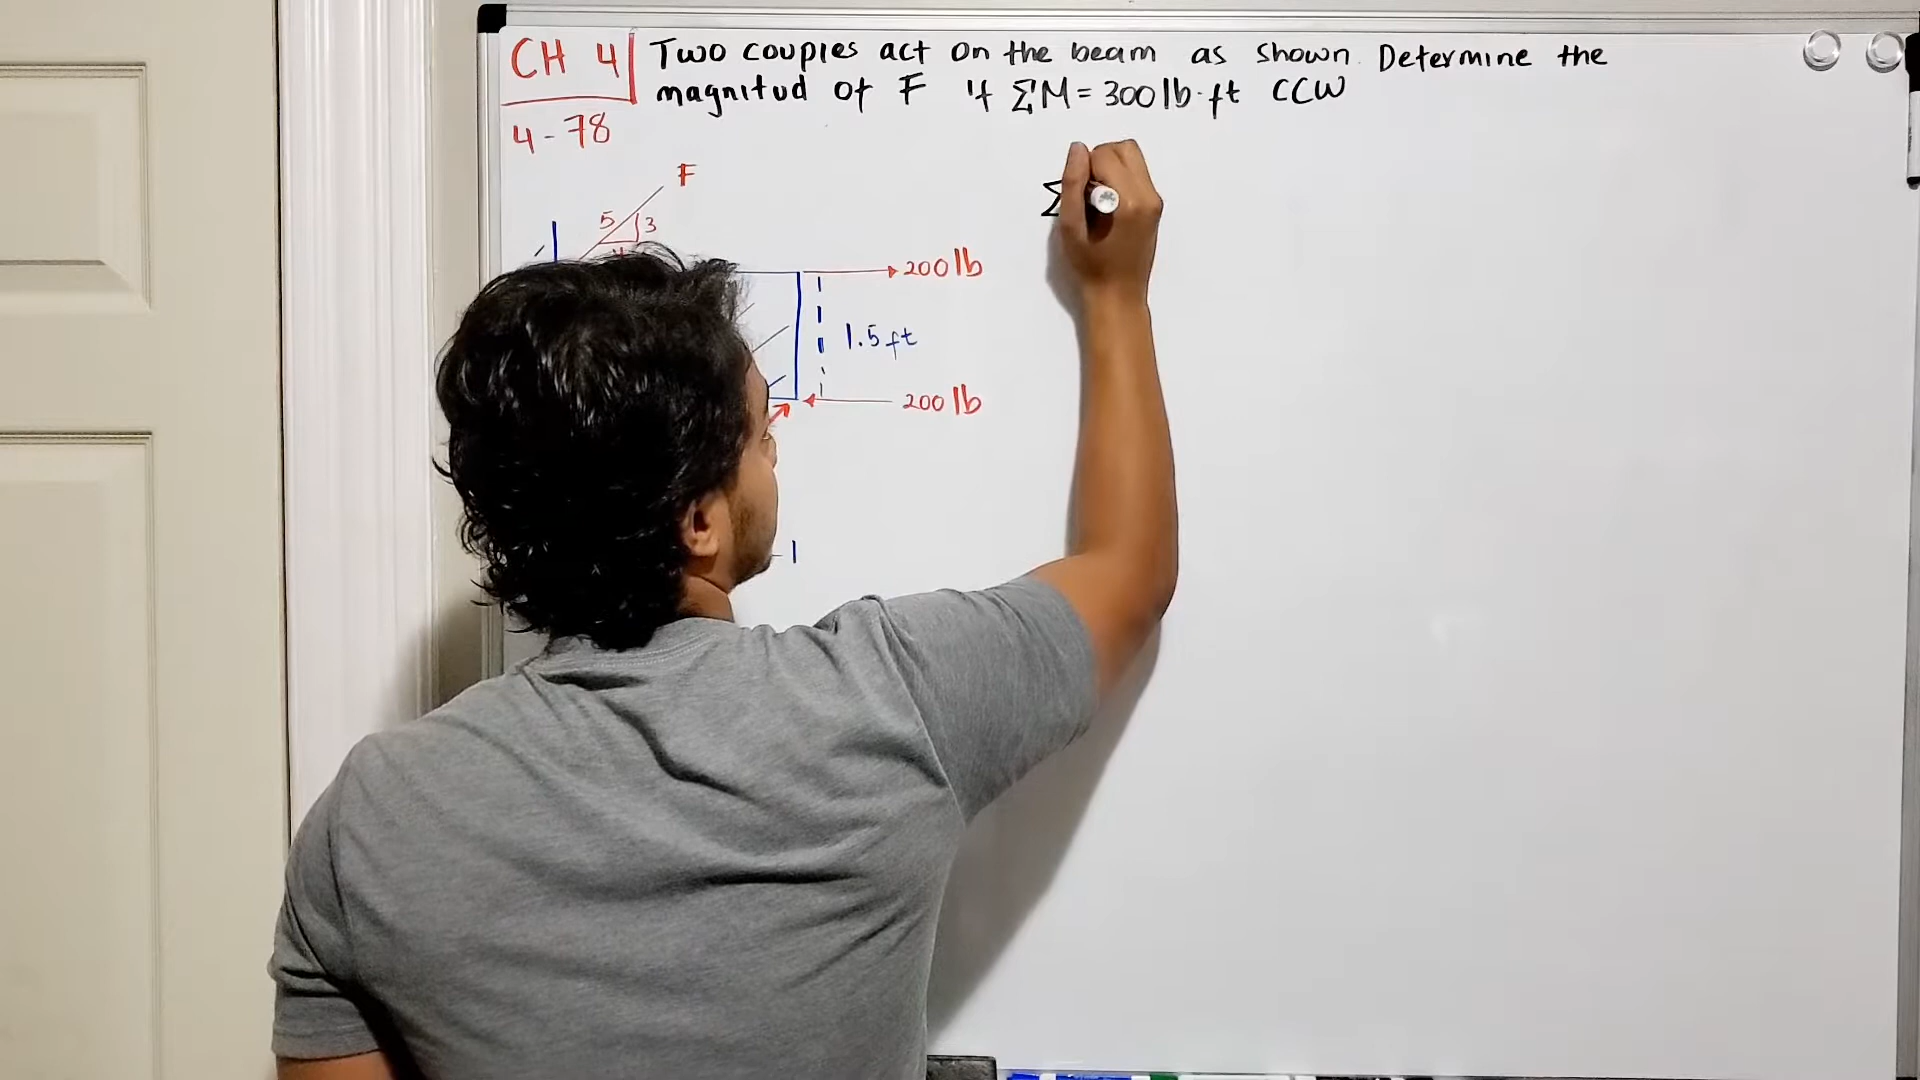 CH 4
Two couples act on the beam as shown. Determine the
magnitud of F if ΣM = 300 lb·ft CCW
4-78
F
5 3
200 lb
1.5 ft
200 lb
Σ